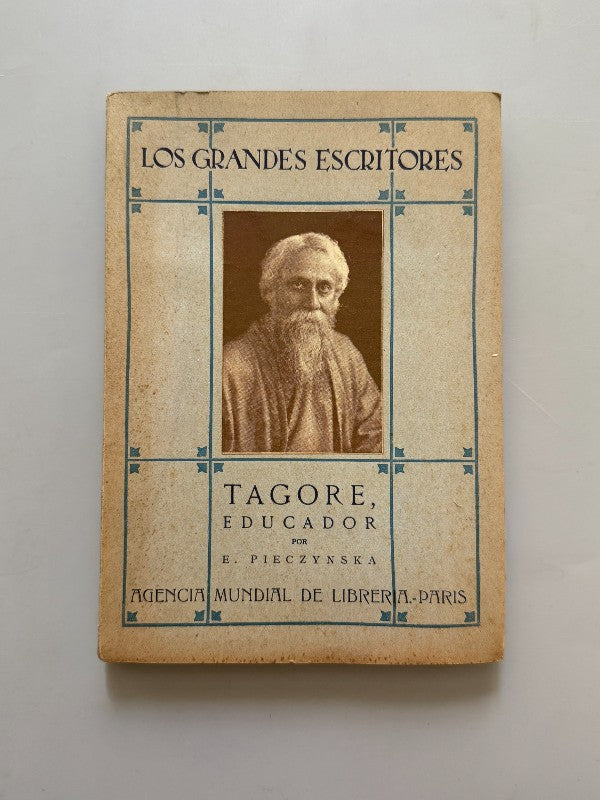 LOS GRANDES ESCRITORES
TAGORE,
EDUCADOR
POR
E. PIECZYNSKA
AGENCIA MUNDIAL DE LIBRERIA.-PARIS